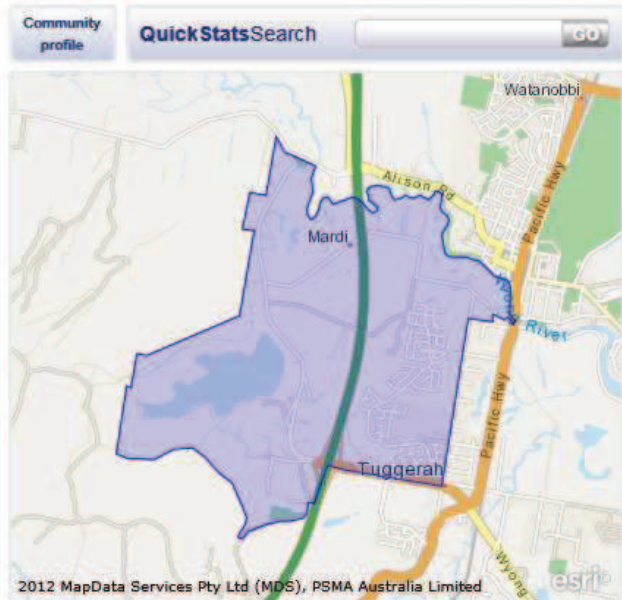 Community
profile
QuickStatsSearch
GO
Watanobbi
Alison Rd
Pacific Hwy
Mardi
River
Pacific Hwy
Tuggerah
Wyong
2012 MapData Services Pty Ltd (MDS), PSMA Australia Limited
esri